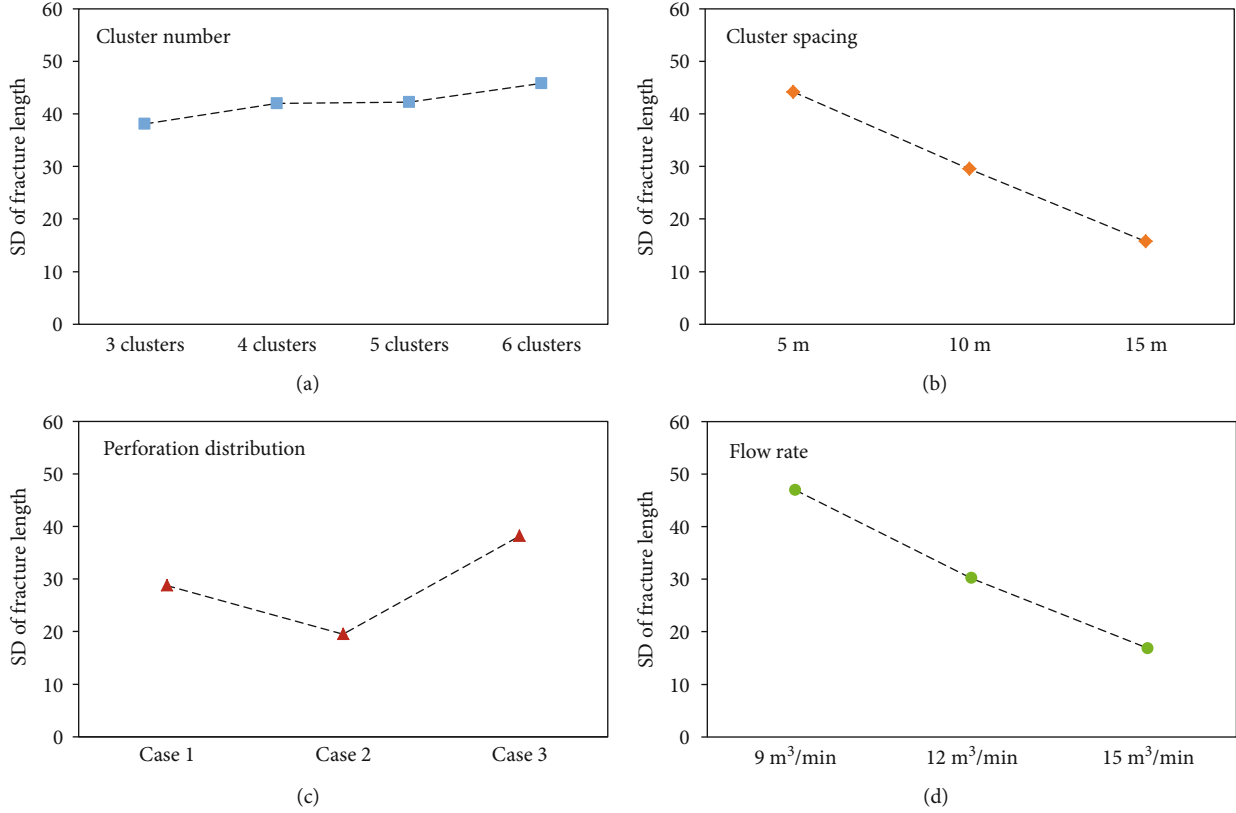 60
50
40
30
20
10
0
SD of fracture length
Cluster number
3 clusters
4 clusters
5 clusters
6 clusters
(a)
60
50
40
30
20
10
0
SD of fracture length
Cluster spacing
5 m
10 m
15 m
(b)
60
50
40
30
20
10
0
SD of fracture length
Perforation distribution
Case 1
Case 2
Case 3
(c)
60
50
40
30
20
10
0
SD of fracture length
Flow rate
9 m³/min
12 m³/min
15 m³/min
(d)